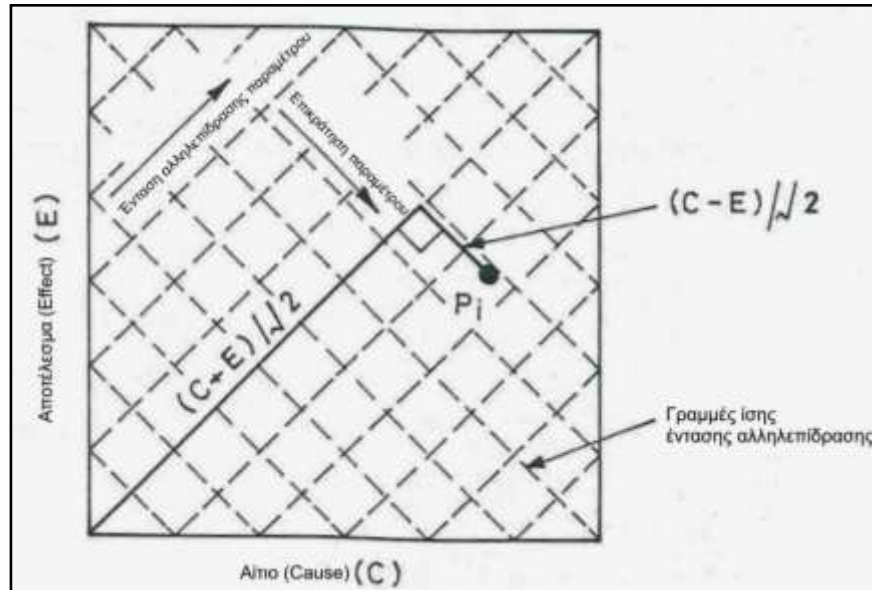 Ένταση αλληλεπίδρασης παραμέτρου
Επικράτηση παραμέτρου
Αποτέλεσμα (Effect) (E)
(C - E)/√2
Pi
(C+E)/√2
Γραμμές ίσης
έντασης αλληλεπίδρασης
Αίτιο (Cause) (C)